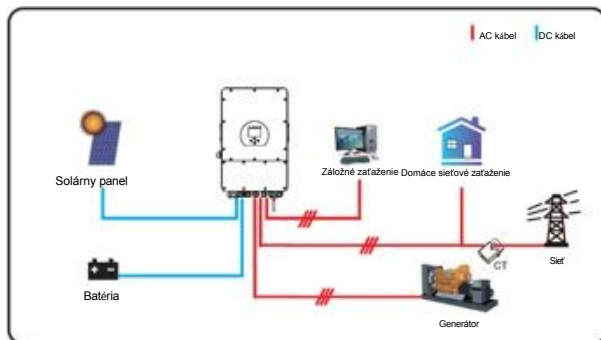 AC kábel
DC kábel
Solárny panel
Záložné zaťaženie
Domáce sieťové zaťaženie
CT
Sieť
Batéria
Generátor